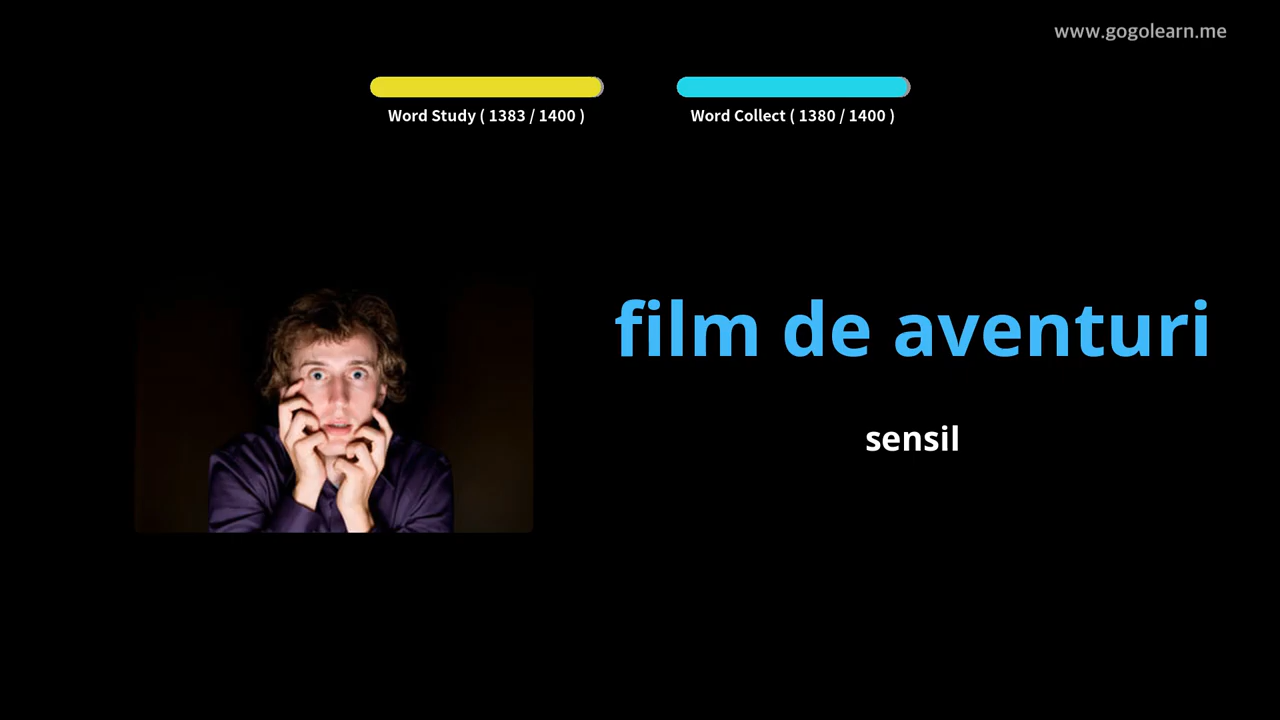 www.gogolearn.me
Word Study ( 1383 / 1400 )
Word Collect ( 1380 / 1400 )
film de aventuri
sensil